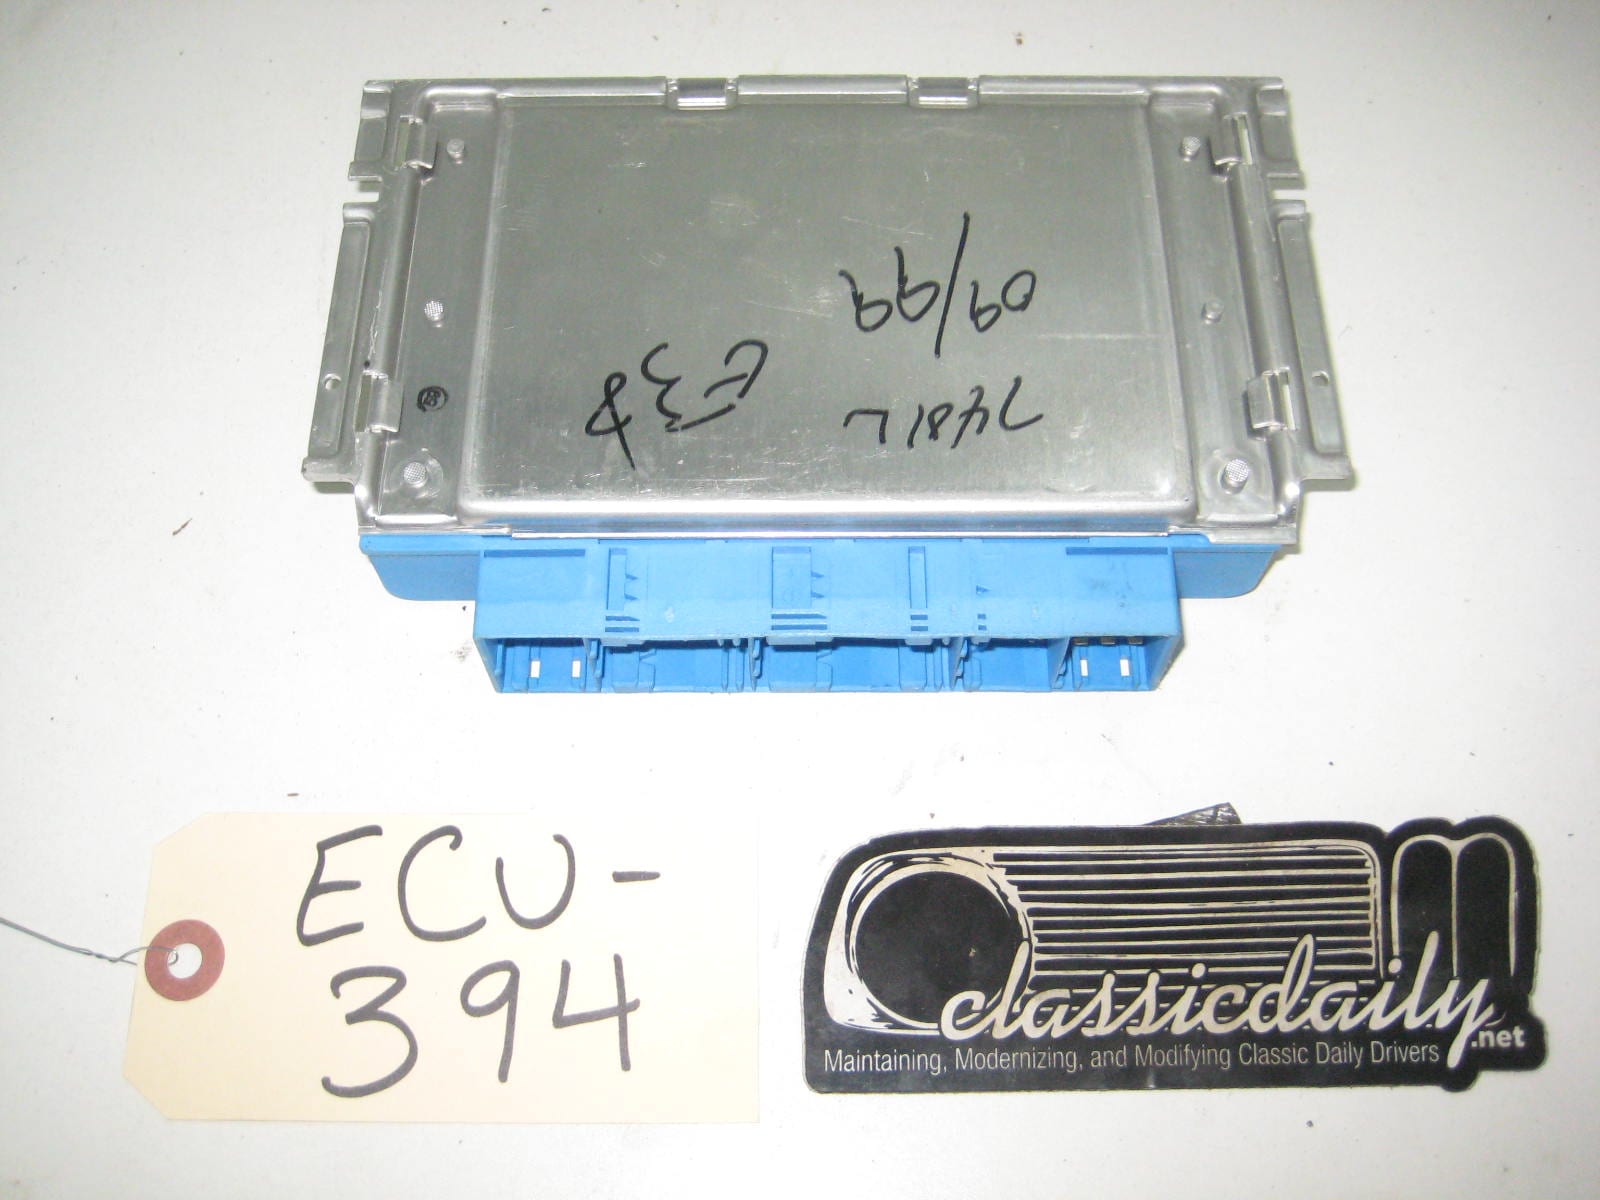 740iL E38
09/99
ECU-
394
classicdaily.net
Maintaining, Modernizing, and Modifying Classic Daily Drivers